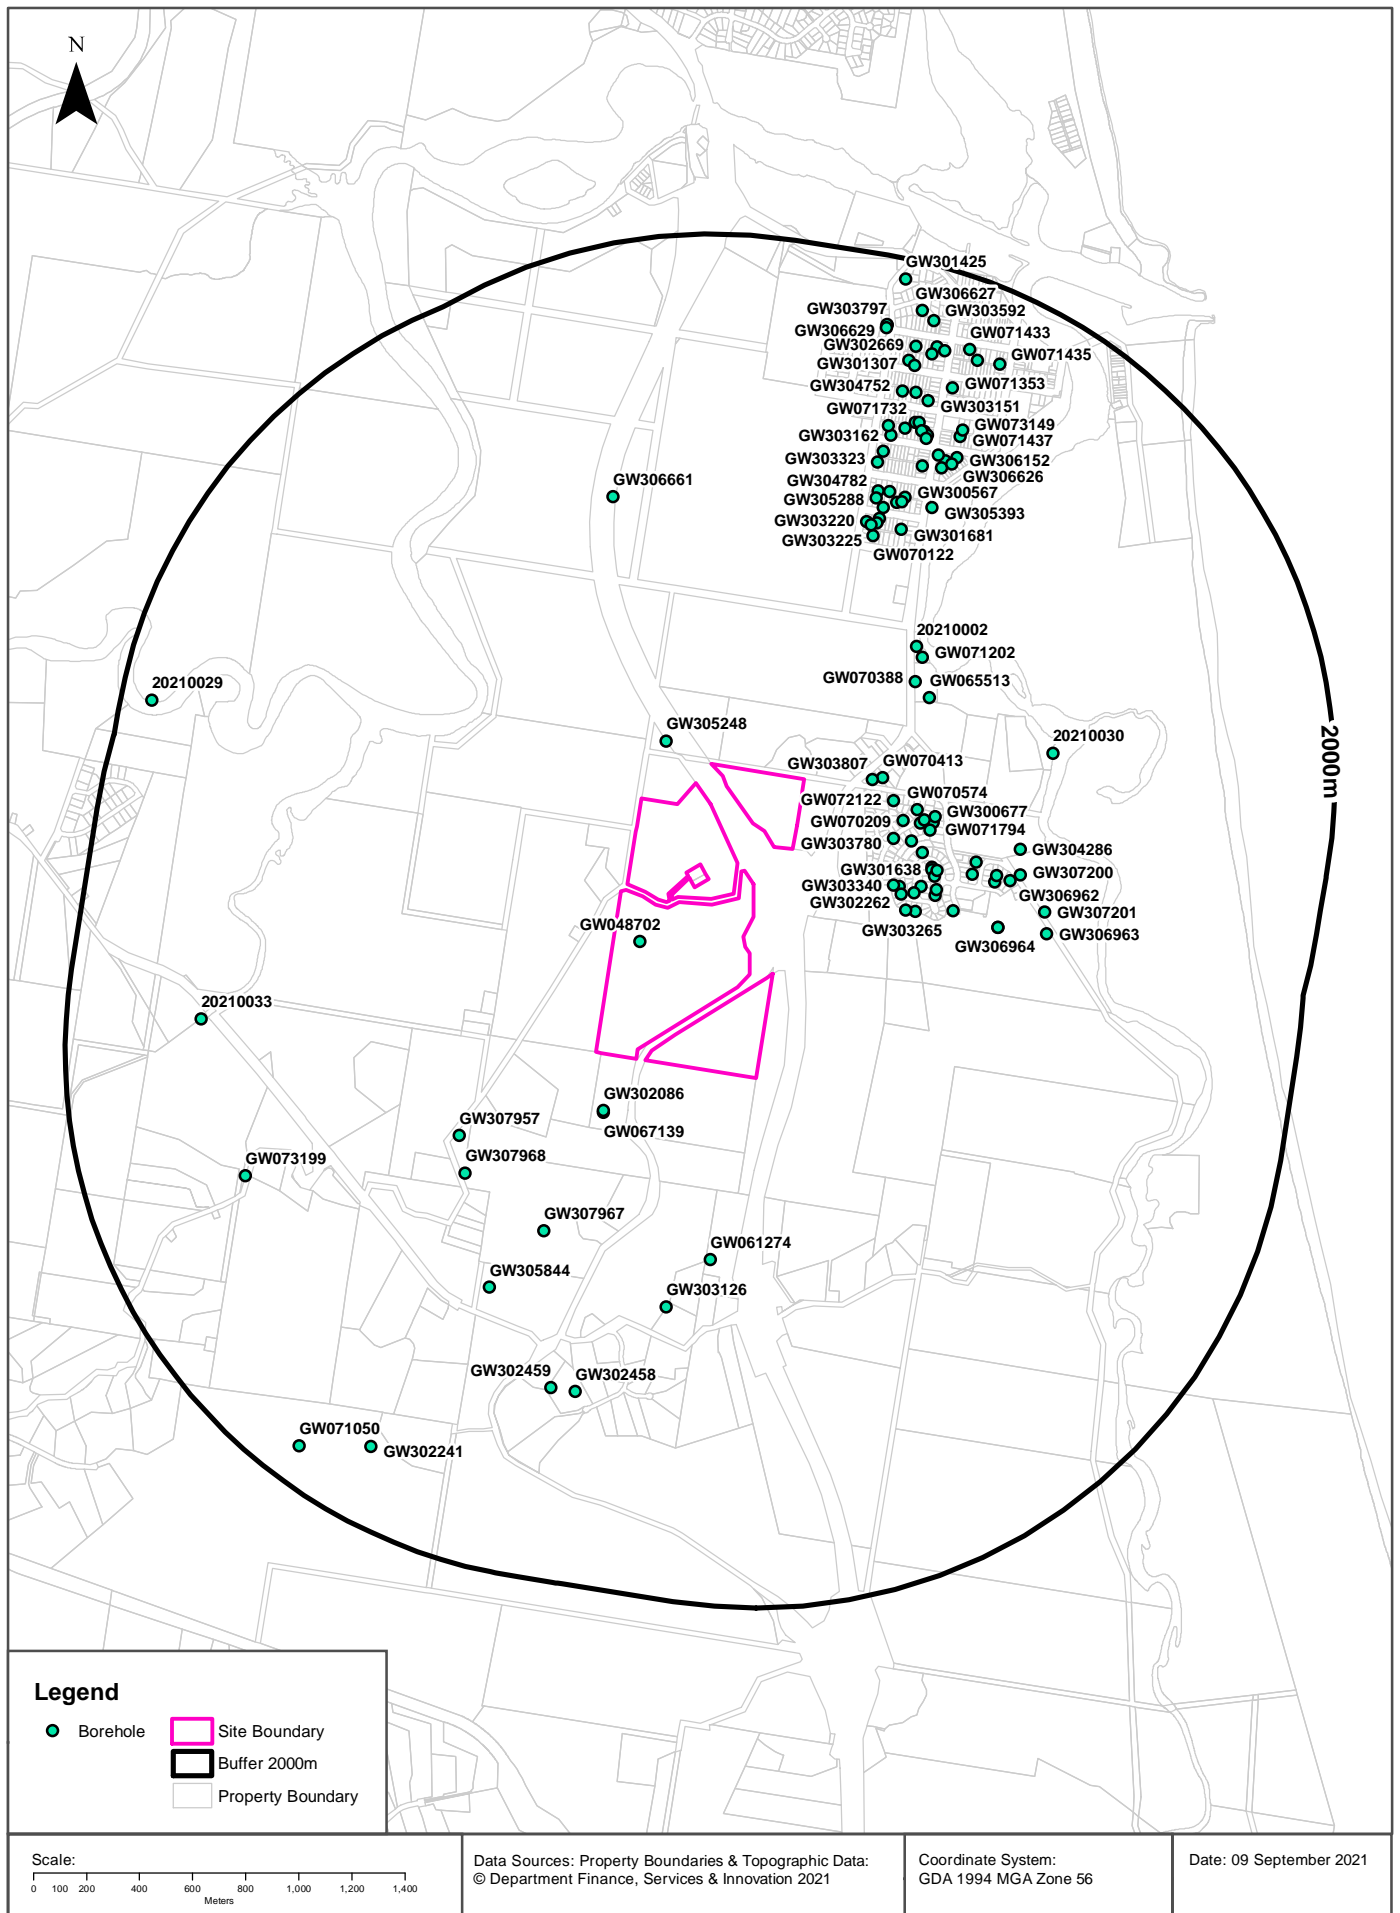 N
GW301425
GW306627
GW303797
GW303592
GW306629
GW071433
GW302669
GW071435
GW301307
GW304752
GW071353
GW303151
GW071732
GW073149
GW303162
GW071437
GW303323
GW306152
GW306626
GW306661
GW304782
GW300567
GW305288
GW305393
GW303220
GW301681
GW303225
GW070122
20210002
GW071202
20210029
GW070388
GW065513
GW305248
20210030
2000m
GW303807
GW070413
GW072122
GW070574
GW300677
GW070209
GW071794
GW303780
GW304286
GW301638
GW307200
GW303340
GW306962
GW302262
GW307201
GW048702
GW303265
GW306963
GW306964
20210033
GW302086
GW067139
GW307957
GW307968
GW073199
GW307967
GW061274
GW305844
GW303126
GW302459
GW302458
GW071050
GW302241
Legend
Borehole
Site Boundary
Buffer 2000m
Property Boundary
Scale:
0 100 200 400 600 800 1,000 1,200 1,400
Meters
Data Sources: Property Boundaries & Topographic Data:
© Department Finance, Services & Innovation 2021
Coordinate System:
GDA 1994 MGA Zone 56
Date: 09 September 2021